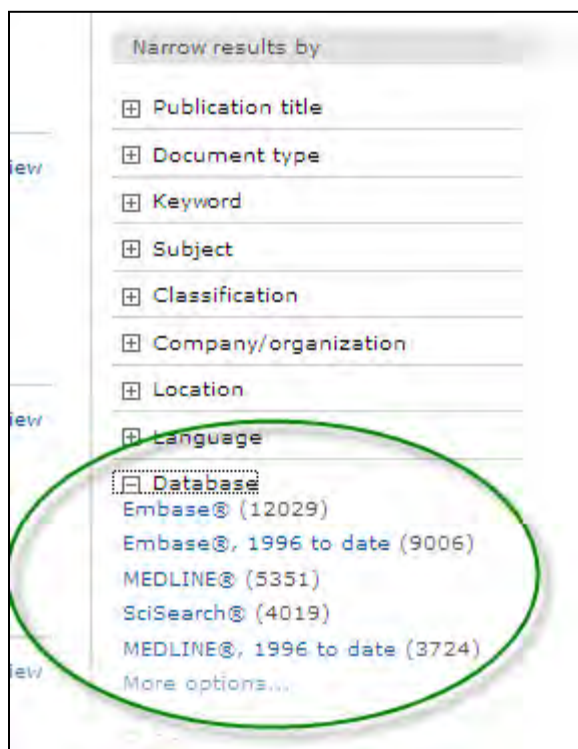 Narrow results by
Publication title
iew
Document type
Keyword
Subject
Classification
Company/organization
Location
iew
Language
Database
Embase® (12029)
Embase®, 1996 to date (9006)
MEDLINE® (5351)
SciSearch® (4019)
MEDLINE®, 1996 to date (3724)
iew
More options...